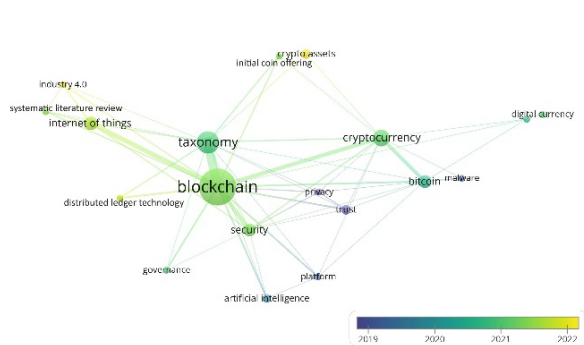 crypto assets
initial coin offering
industry 4.0
systematic literature review
internet of things
digital currency
taxonomy
cryptocurrency
blockchain
bitcoin
malware
privacy
distributed ledger technology
trust
security
governance
platform
artificial intelligence
2019
2020
2021
2022